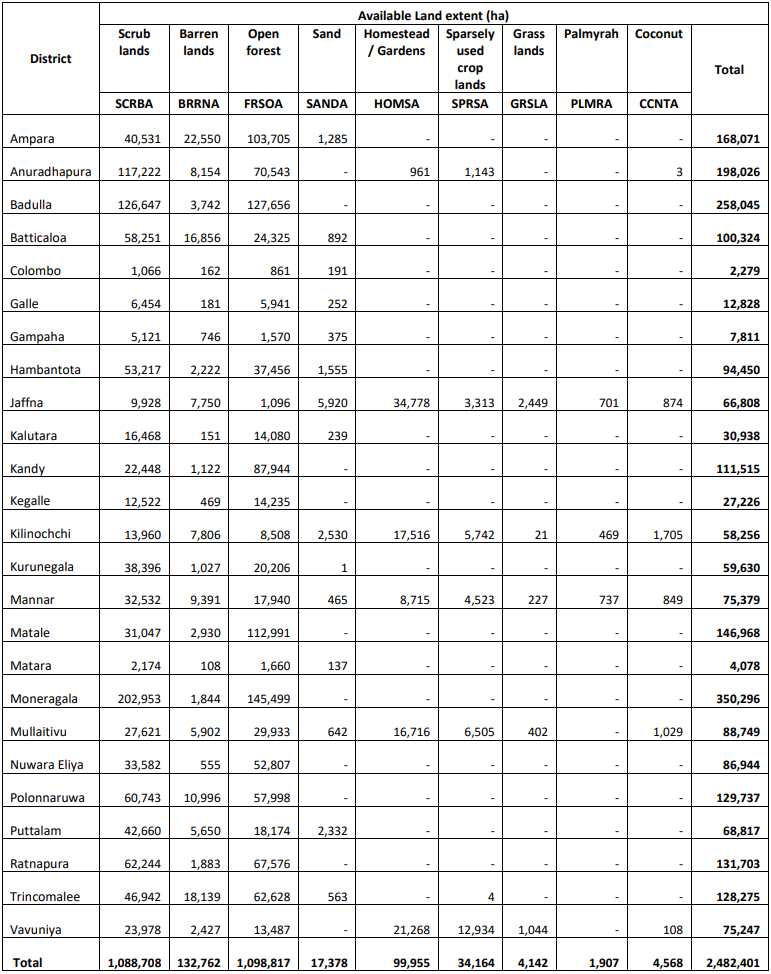 Available Land extent (ha)
District Scrub lands Barren lands Open forest Sand Homestead / Gardens Sparsely used crop lands Grass lands Palmyrah Coconut Total
SCRBA BRRNA FRSOA SANDA HOMSA SPRSA GRSLA PLMRA CCNTA
Ampara 40,531 22,550 103,705 1,285 - - - - - 168,071
Anuradhapura 117,222 8,154 70,543 - 961 1,143 - - 3 198,026
Badulla 126,647 3,742 127,656 - - - - - - 258,045
Batticaloa 58,251 16,856 24,325 892 - - - - - 100,324
Colombo 1,066 162 861 191 - - - - - 2,279
Galle 6,454 181 5,941 252 - - - - - 12,828
Gampaha 5,121 746 1,570 375 - - - - - 7,811
Hambantota 53,217 2,222 37,456 1,555 - - - - - 94,450
Jaffna 9,928 7,750 1,096 5,920 34,778 3,313 2,449 701 874 66,808
Kalutara 16,468 151 14,080 239 - - - - - 30,938
Kandy 22,448 1,122 87,944 - - - - - - 111,515
Kegalle 12,522 469 14,235 - - - - - 27,226
Kilinochchi 13,960 7,806 8,508 2,530 17,516 5,742 21 469 1,705 58,256
Kurunegala 38,396 1,027 20,206 1 - - - - - 59,630
Mannar 32,532 9,391 17,940 465 8,715 4,523 227 737 849 75,379
Matale 31,047 2,930 112,991 - - - - - - 146,968
Matara 2,174 108 1,660 137 - - - - - 4,078
Moneragala 202,953 1,844 145,499 - - - - - - 350,296
Mullaitivu 27,621 5,902 29,933 642 16,716 6,505 402 - 1,029 88,749
Nuwara Eliya 33,582 555 52,807 - - - - - - 86,944
Polonnaruwa 60,743 10,996 57,998 - - - - - - 129,737
Puttalam 42,660 5,650 18,174 2,332 - - - - - 68,817
Ratnapura 62,244 1,883 67,576 - - - - - - 131,703
Trincomalee 46,942 18,139 62,628 563 - 4 - - - 128,275
Vavuniya 23,978 2,427 13,487 - 21,268 12,934 1,044 - 108 75,247
Total 1,088,708 132,762 1,098,817 17,378 99,955 34,164 4,142 1,907 4,568 2,482,401